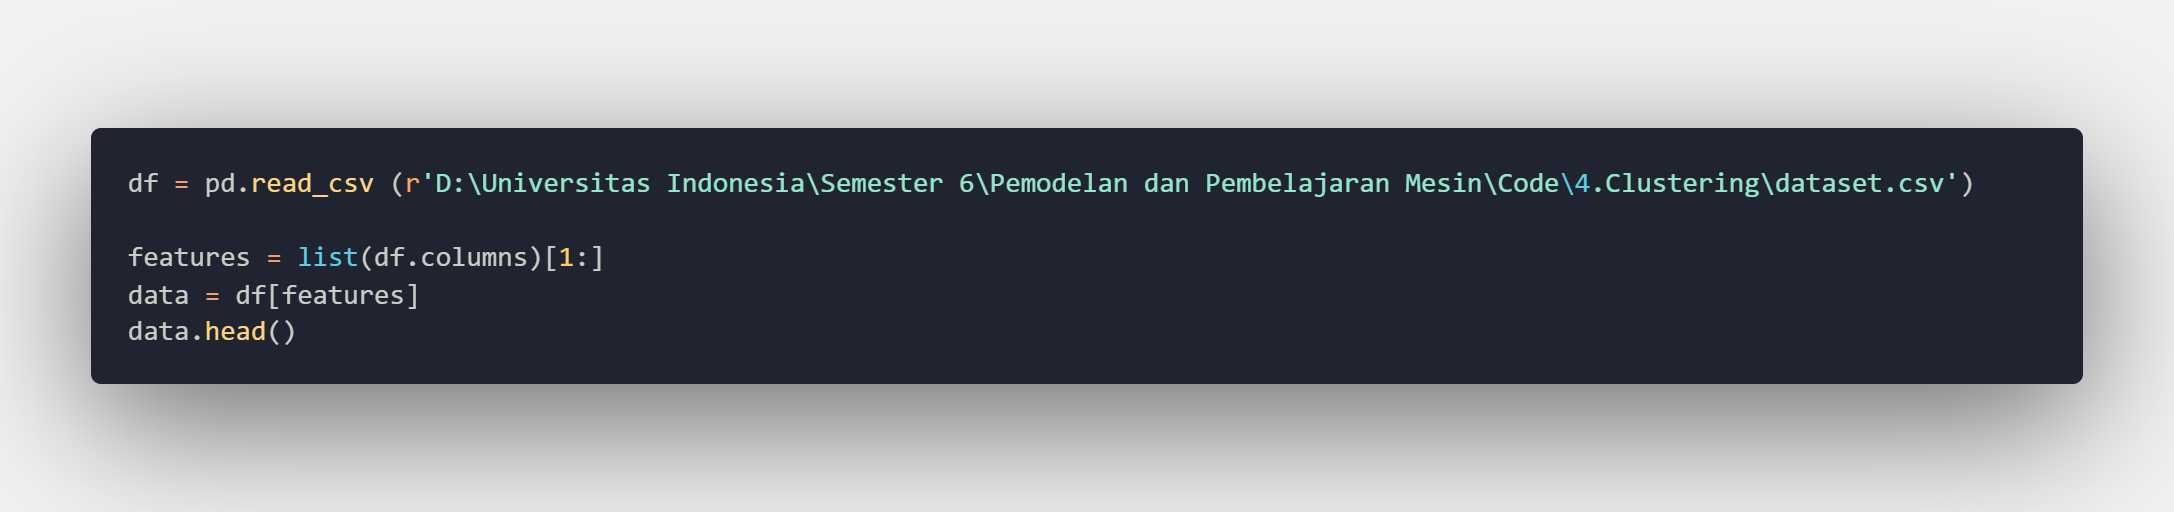 df = pd.read_csv (r'D:\Universitas Indonesia\Semester 6\Pemodelan dan Pembelajaran Mesin\Code\4.Clustering\dataset.csv')
features = list(df.columns)[1:]
data = df[features]
data.head()